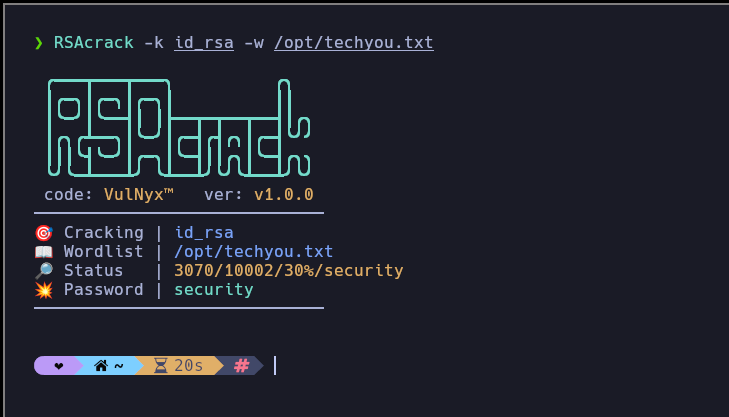 ❯ RSAcrack -k id_rsa -w /opt/techyou.txt
RSAcrack
code: VulNyx™ ver: v1.0.0
🎯 Cracking | id_rsa
📖 Wordlist | /opt/techyou.txt
🔎 Status | 3070/10002/30%/security
💥 Password | security
~ 20s #